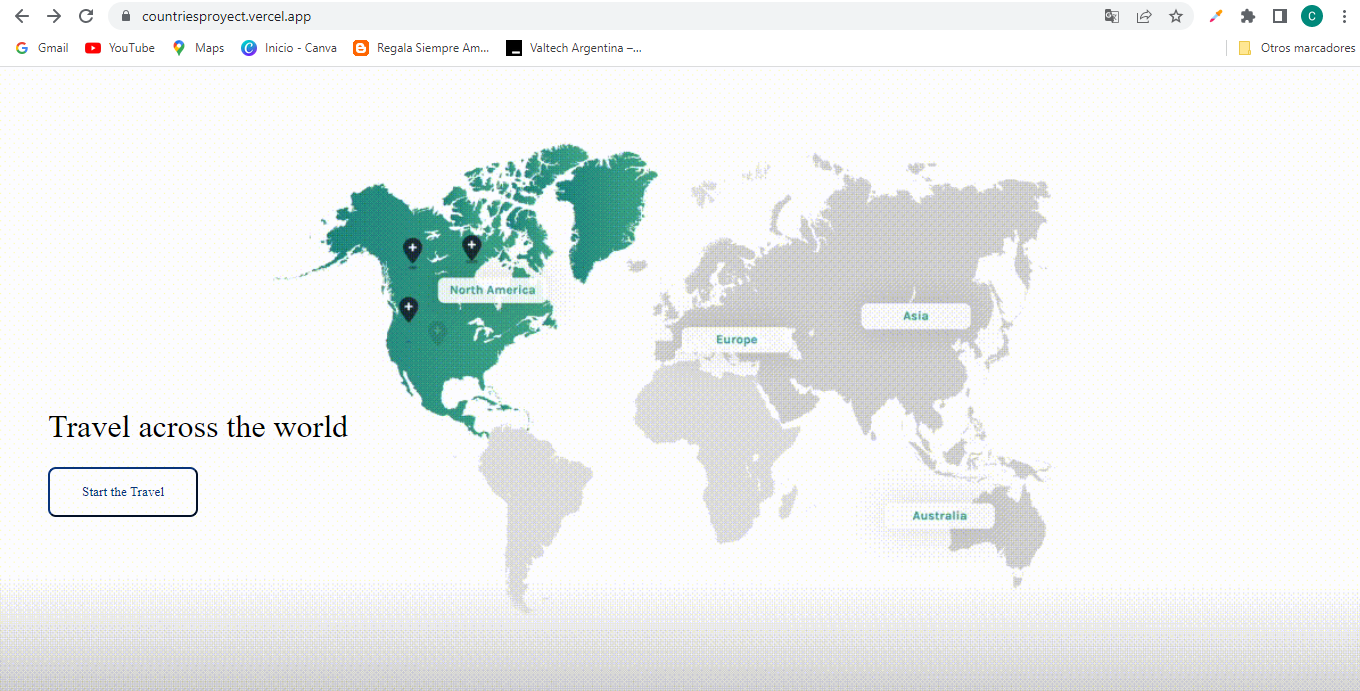 countriesproyect.vercel.app
C
Gmail
YouTube
Maps
Inicio - Canva
Regala Siempre Am...
Valtech Argentina –...
Otros marcadores
North America
Asia
Europe
Travel across the world
Start the Travel
Australia